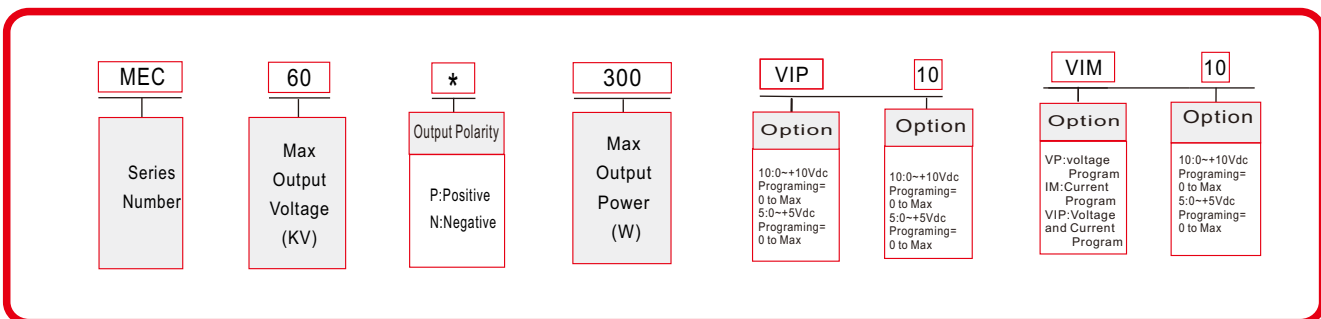 MEC
60
*
300
VIP
10
VIM
10
Series
Number
Max
Output
Voltage
(KV)
Output Polarity
P:Positive
N:Negative
Max
Output
Power
(W)
Option
10:0~+10Vdc
Programing=
0 to Max
5:0~+5Vdc
Programing=
0 to Max
Option
10:0~+10Vdc
Programing=
0 to Max
5:0~+5Vdc
Programing=
0 to Max
Option
VP:voltage
Program
IM:Current
Program
VIP:Voltage
and Current
Program
Option
10:0~+10Vdc
Programing=
0 to Max
5:0~+5Vdc
Programing=
0 to Max